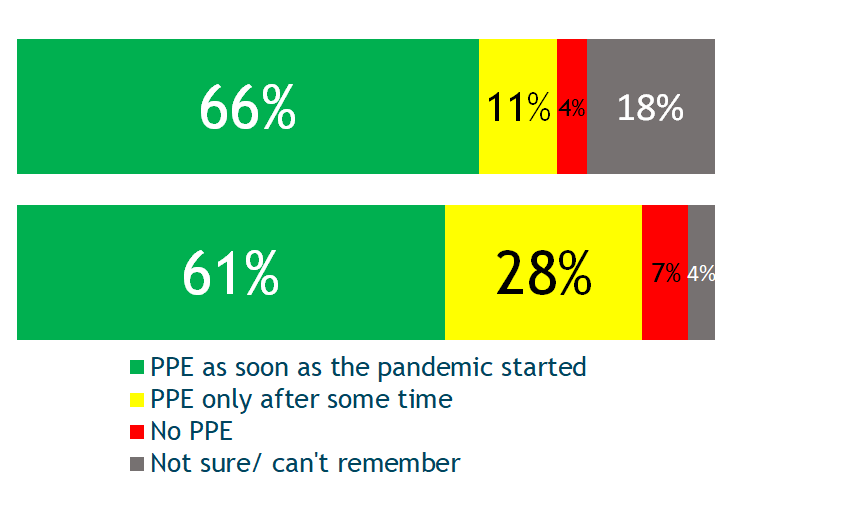 66% 11% 4% 18%
61% 28% 7% 4%
PPE as soon as the pandemic started
PPE only after some time
No PPE
Not sure/ can't remember